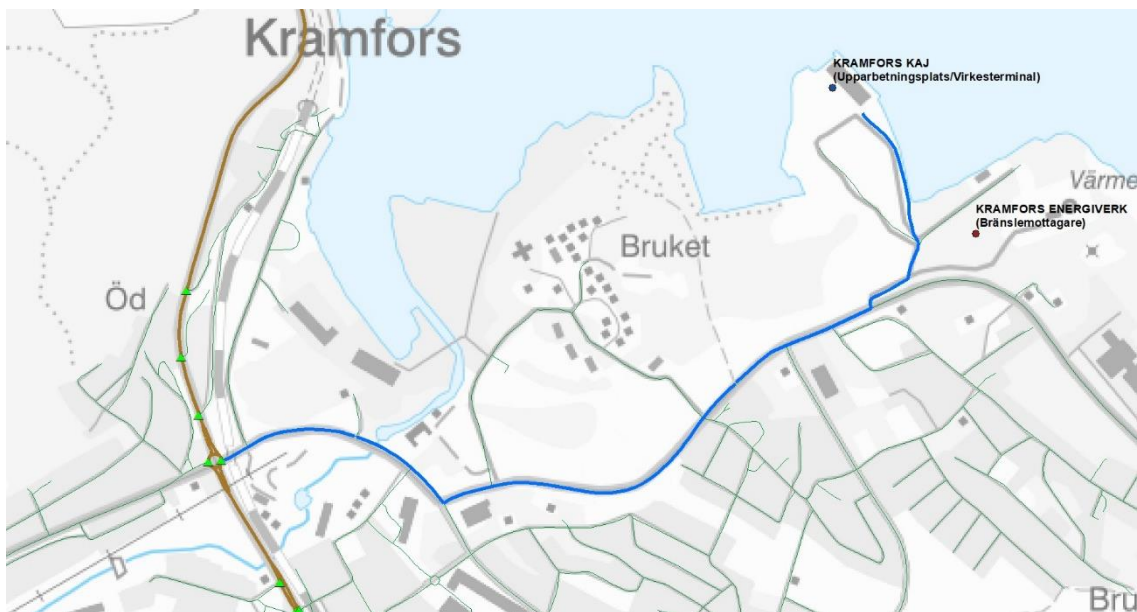 Kramfors
KRAMFORS KAJ
(Upparbetningsplats/Virkesterminal)
Värme
KRAMFORS ENERGIVERK
(Bränslemottagare)
Bruket
Öd
Bru